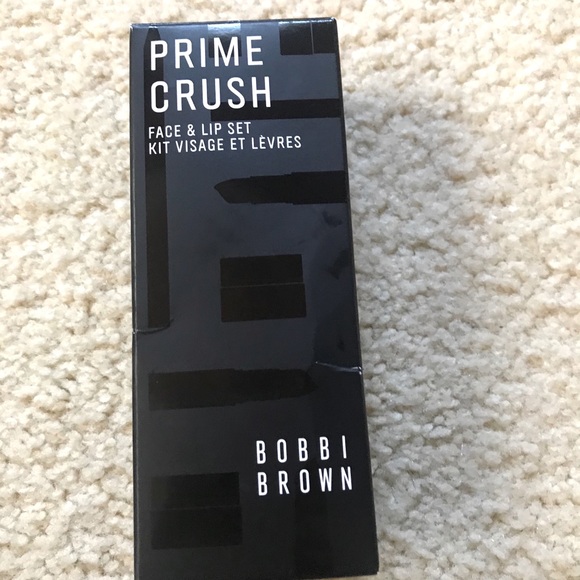 PRIME
CRUSH
FACE & LIP SET
KIT VISAGE ET LÈVRES
BOBBI
BROWN